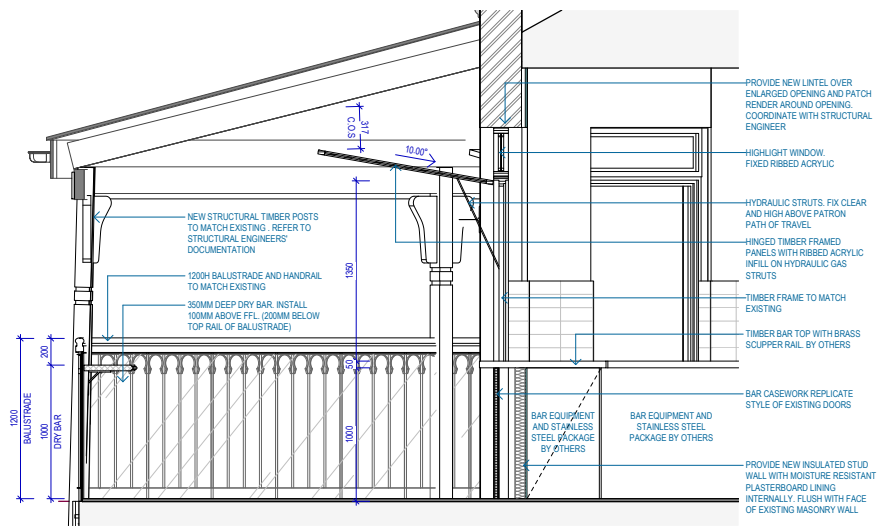 PROVIDE NEW LINTEL OVER
ENLARGED OPENING AND PATCH
RENDER AROUND OPENING.
COORDINATE WITH STRUCTURAL
ENGINEER
317
C.O.S
10.00°
HIGHLIGHT WINDOW.
FIXED RIBBED ACRYLIC
HYDRAULIC STRUTS. FIX CLEAR
AND HIGH ABOVE PATRON
PATH OF TRAVEL
NEW STRUCTURAL TIMBER POSTS
TO MATCH EXISTING . REFER TO
STRUCTURAL ENGINEERS'
DOCUMENTATION
HINGED TIMBER FRAMED
PANELS WITH RIBBED ACRYLIC
INFILL ON HYDRAULIC GAS
STRUTS
1350
1200H BALUSTRADE AND HANDRAIL
TO MATCH EXISTING
350MM DEEP DRY BAR. INSTALL
100MM ABOVE FFL. (200MM BELOW
TOP RAIL OF BALUSTRADE)
TIMBER FRAME TO MATCH
EXISTING
TIMBER BAR TOP WITH BRASS
SCUPPER RAIL BY OTHERS
200
50
1200
BALUSTRADE
1000
DRY BAR
1000
BAR CASEWORK REPLICATE
STYLE OF EXISTING DOORS
BAR EQUIPMENT
AND STAINLESS
STEEL PACKAGE
BY OTHERS
BAR EQUIPMENT AND
STAINLESS STEEL
PACKAGE BY OTHERS
PROVIDE NEW INSULATED STUD
WALL WITH MOISTURE RESISTANT
PLASTERBOARD LINING
INTERNALLY. FLUSH WITH FACE
OF EXISTING MASONRY WALL